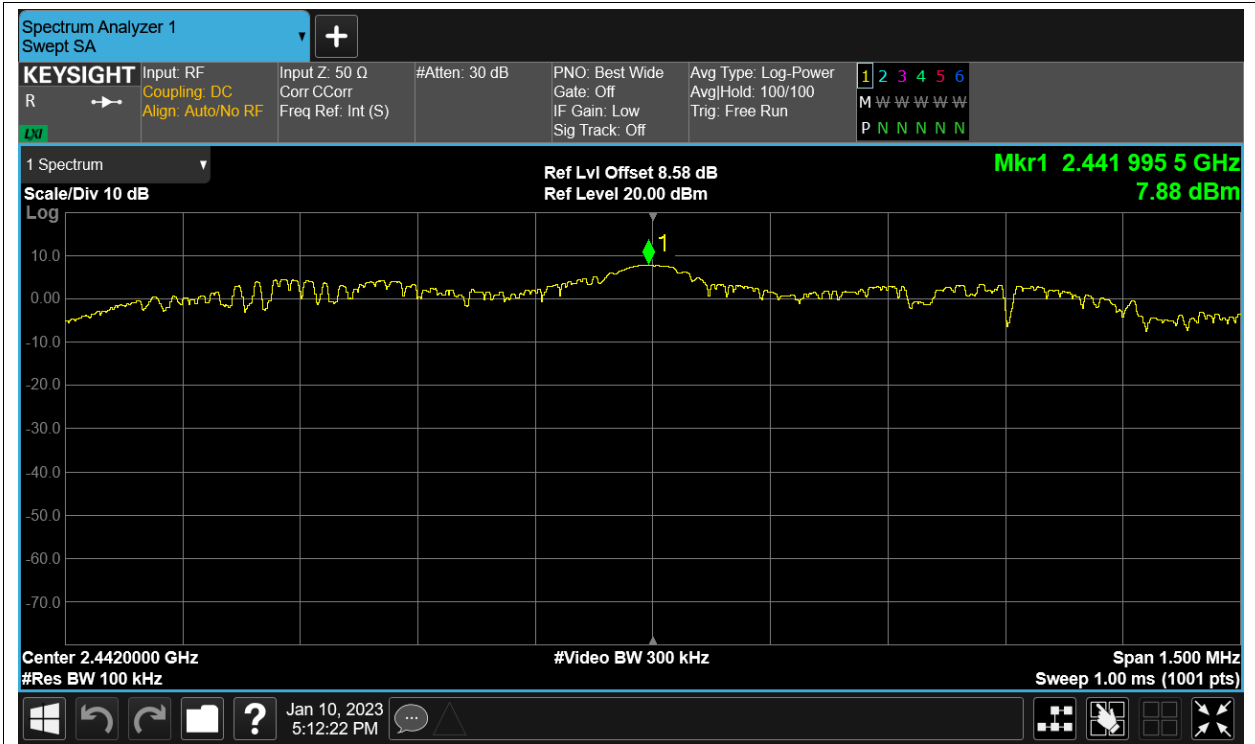 Spectrum Analyzer 1
Swept SA
KEYSIGHT
R
LXI
Input: RF
Coupling: DC
Align: Auto/No RF
Input Z: 50 Ω
Corr CCorr
Freq Ref: Int (S)
#Atten: 30 dB
PNO: Best Wide
Gate: Off
IF Gain: Low
Sig Track: Off
Avg Type: Log-Power
Avg|Hold: 100/100
Trig: Free Run
1 2 3 4 5 6
M W W W W W
P N N N N N
1 Spectrum
Scale/Div 10 dB
Log
Ref Lvl Offset 8.58 dB
Ref Level 20.00 dBm
Mkr1 2.441 995 5 GHz
7.88 dBm
1
10.0
0.00
-10.0
-20.0
-30.0
-40.0
-50.0
-60.0
-70.0
Center 2.4420000 GHz
#Res BW 100 kHz
#Video BW 300 kHz
Span 1.500 MHz
Sweep 1.00 ms (1001 pts)
?
Jan 10, 2023
5:12:22 PM